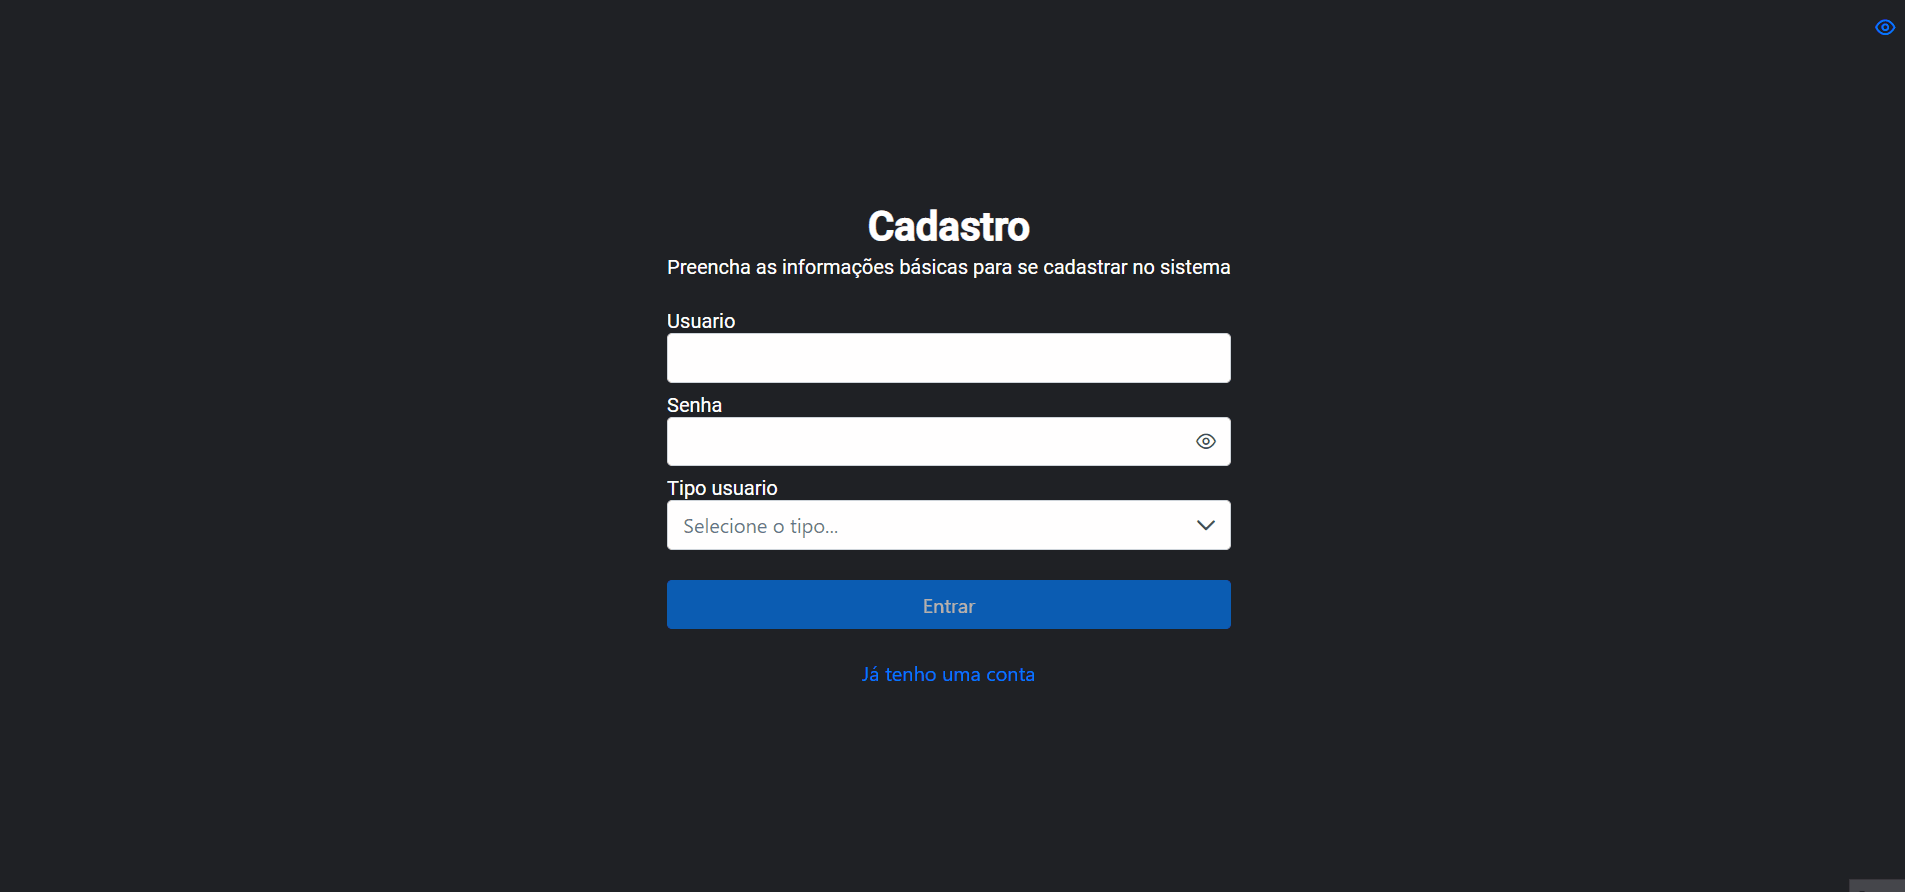 Cadastro
Preencha as informações básicas para se cadastrar no sistema
Usuario
Senha
Tipo usuario
Selecione o tipo...
Entrar
Já tenho uma conta